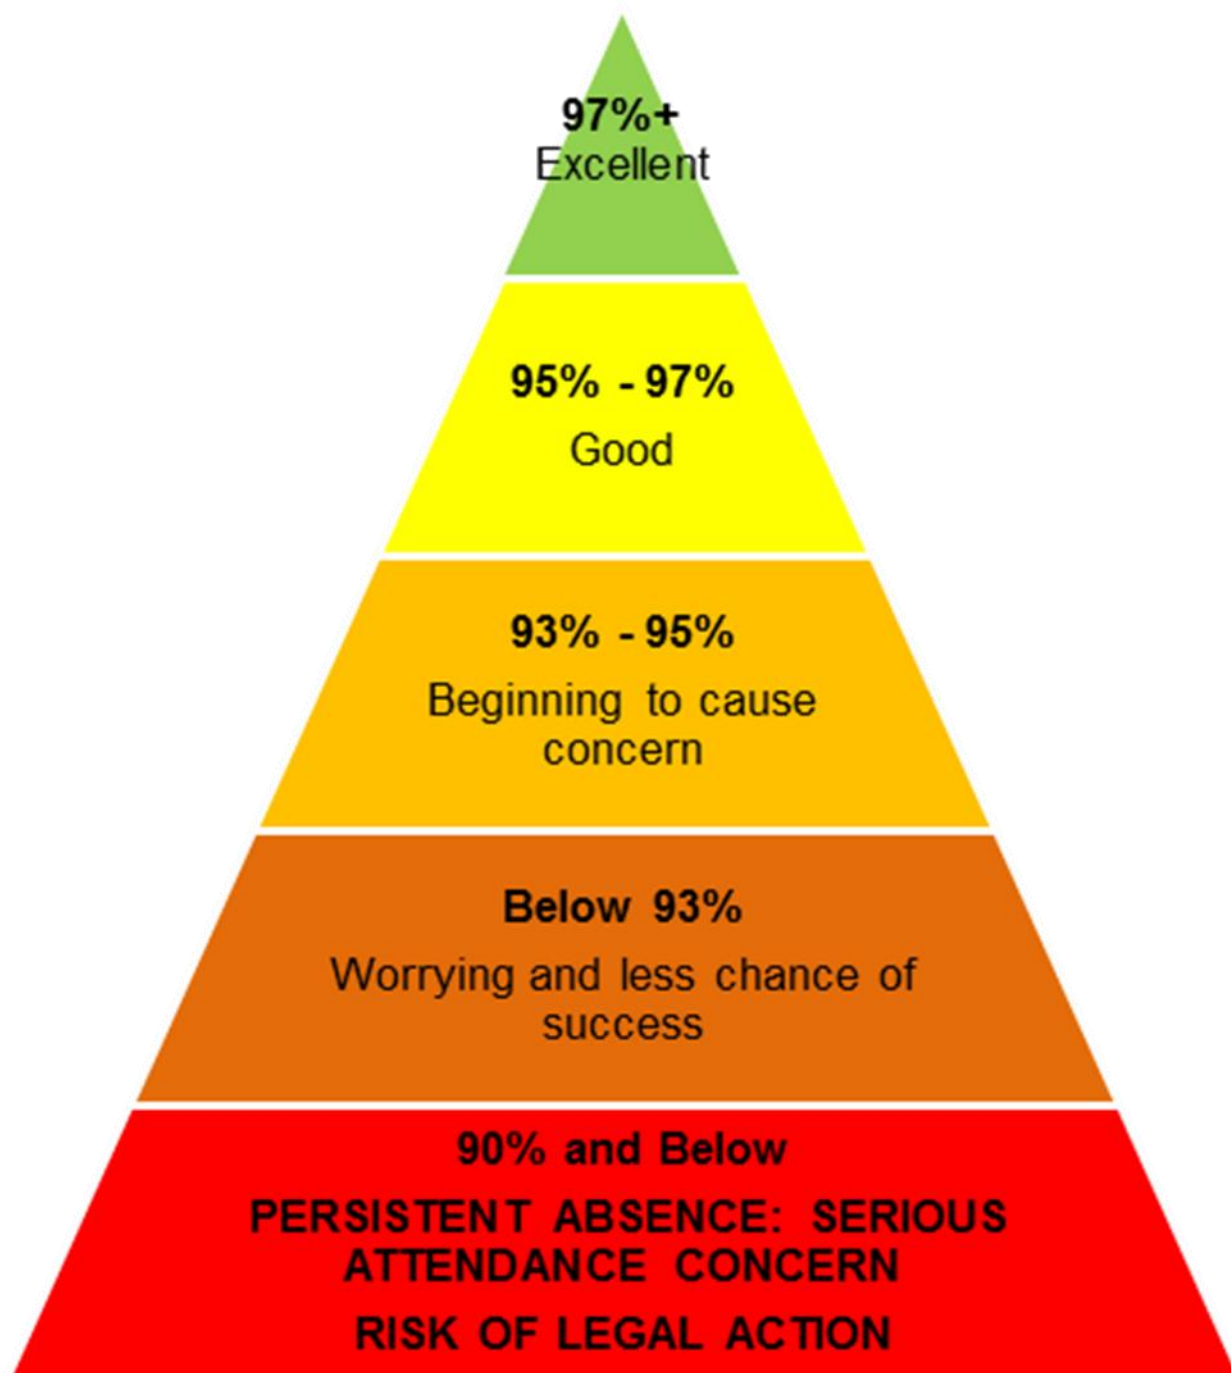 97%+
Excellent
95% - 97%
Good
93% - 95%
Beginning to cause
concern
Below 93%
Worrying and less chance of
success
90% and Below
PERSISTENT ABSENCE: SERIOUS
ATTENDANCE CONCERN
RISK OF LEGAL ACTION